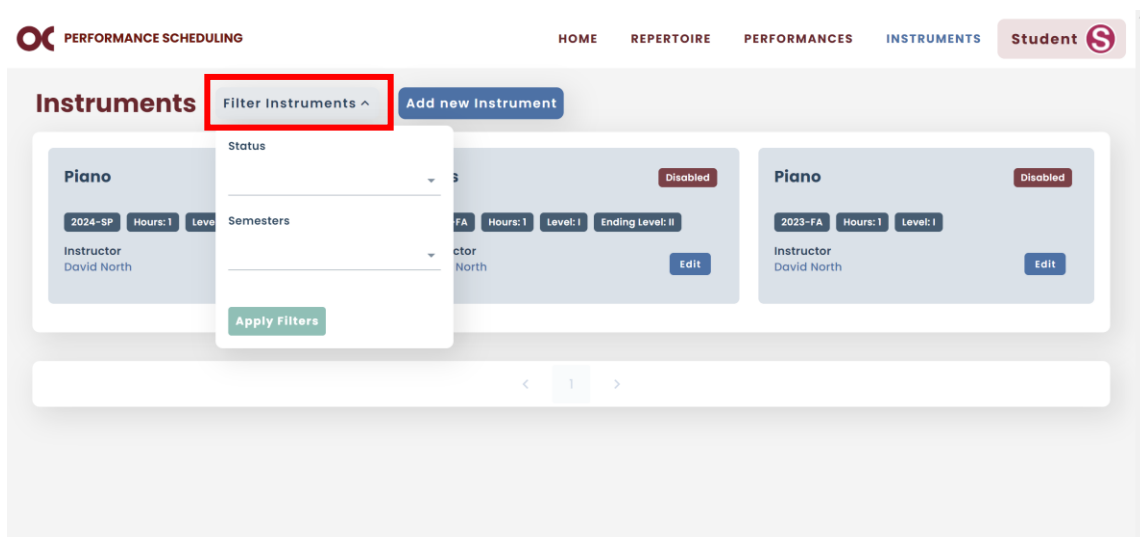 OC PERFORMANCE SCHEDULING HOME REPERTOIRE PERFORMANCES INSTRUMENTS Student S
Instruments Filter Instruments Add new Instrument
Status
Semesters
Apply Filters
Piano
2024-SP Hours: 1
Instructor
David North
Disabled
Hours: 1 Level: I Ending Level: II
North
Edit
Piano Disabled
2023-FA Hours: 1 Level: I
Instructor
David North
Edit
< 1 >